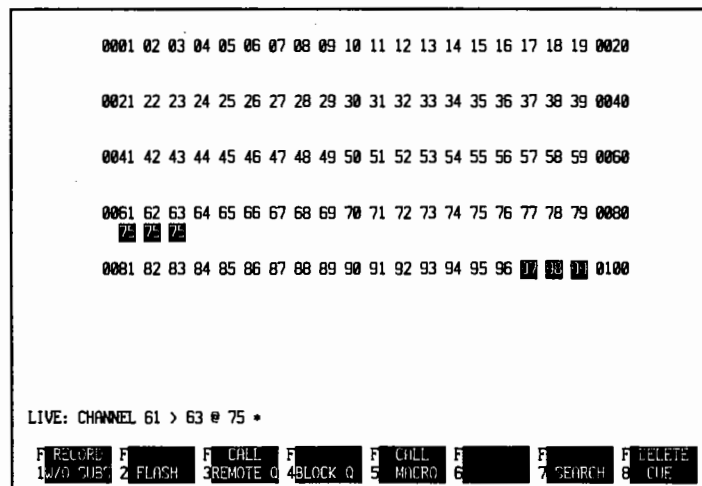 0001 02 03 04 05 06 07 08 09 10 11 12 13 14 15 16 17 18 19 0020
0021 22 23 24 25 26 27 28 29 30 31 32 33 34 35 36 37 38 39 0040
0041 42 43 44 45 46 47 48 49 50 51 52 53 54 55 56 57 58 59 0060
0061 62 63 64 65 66 67 68 69 70 71 72 73 74 75 76 77 78 79 0080
75 75 75
0081 82 83 84 85 86 87 88 89 90 91 92 93 94 95 96 97 98 99 0100
LIVE: CHANNEL 61 > 63 @ 75 *
F RECORD F F CALL F F CALL F F F DELETE
1 W/O SUBS 2 FLASH 3 REMOTE Q 4 BLOCK Q 5 MACRO 6 7 SEARCH 8 CUE